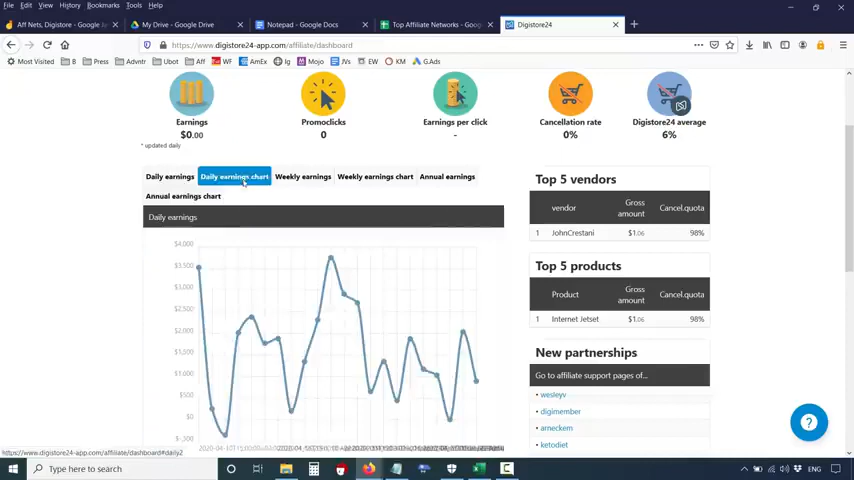 File Edit View History Bookmarks Tools Help
Aff Nets, Digistore - Google
My Drive - Google Drive
Notepad - Google Docs
Top Affiliate Networks - Google
Digistore24
https://www.digistore24-app.com/affiliate/dashboard
Most Visited B Press Advntr Ub Aff WF AmEx Ig Mojo JVs EW KM G.Ads
Earnings
$0.00
Promoclicks
0
Earnings per click
-
Cancellation rate
0%
Digistore24 average
6%
* updated daily
Daily earnings Daily earnings chart Weekly earnings Weekly earnings chart Annual earnings
Annual earnings chart
Daily earnings
$4,000
$3,500
$3,000
$2,500
$2,000
$1,500
$1,000
$500
$0
Top 5 vendors
vendor Gross amount Cancel.quota
1 JohnCrestani $1.06 98%
Top 5 products
Product Gross amount Cancel.quota
1 Internet Jetset $1.06 98%
New partnerships
Go to affiliate support pages of...
• wesleyv
• digimember
• arneckem
• ketodiet
?
https://www.digistore24-app.com/affiliate/dashboard#daily2
Type here to search
ENG